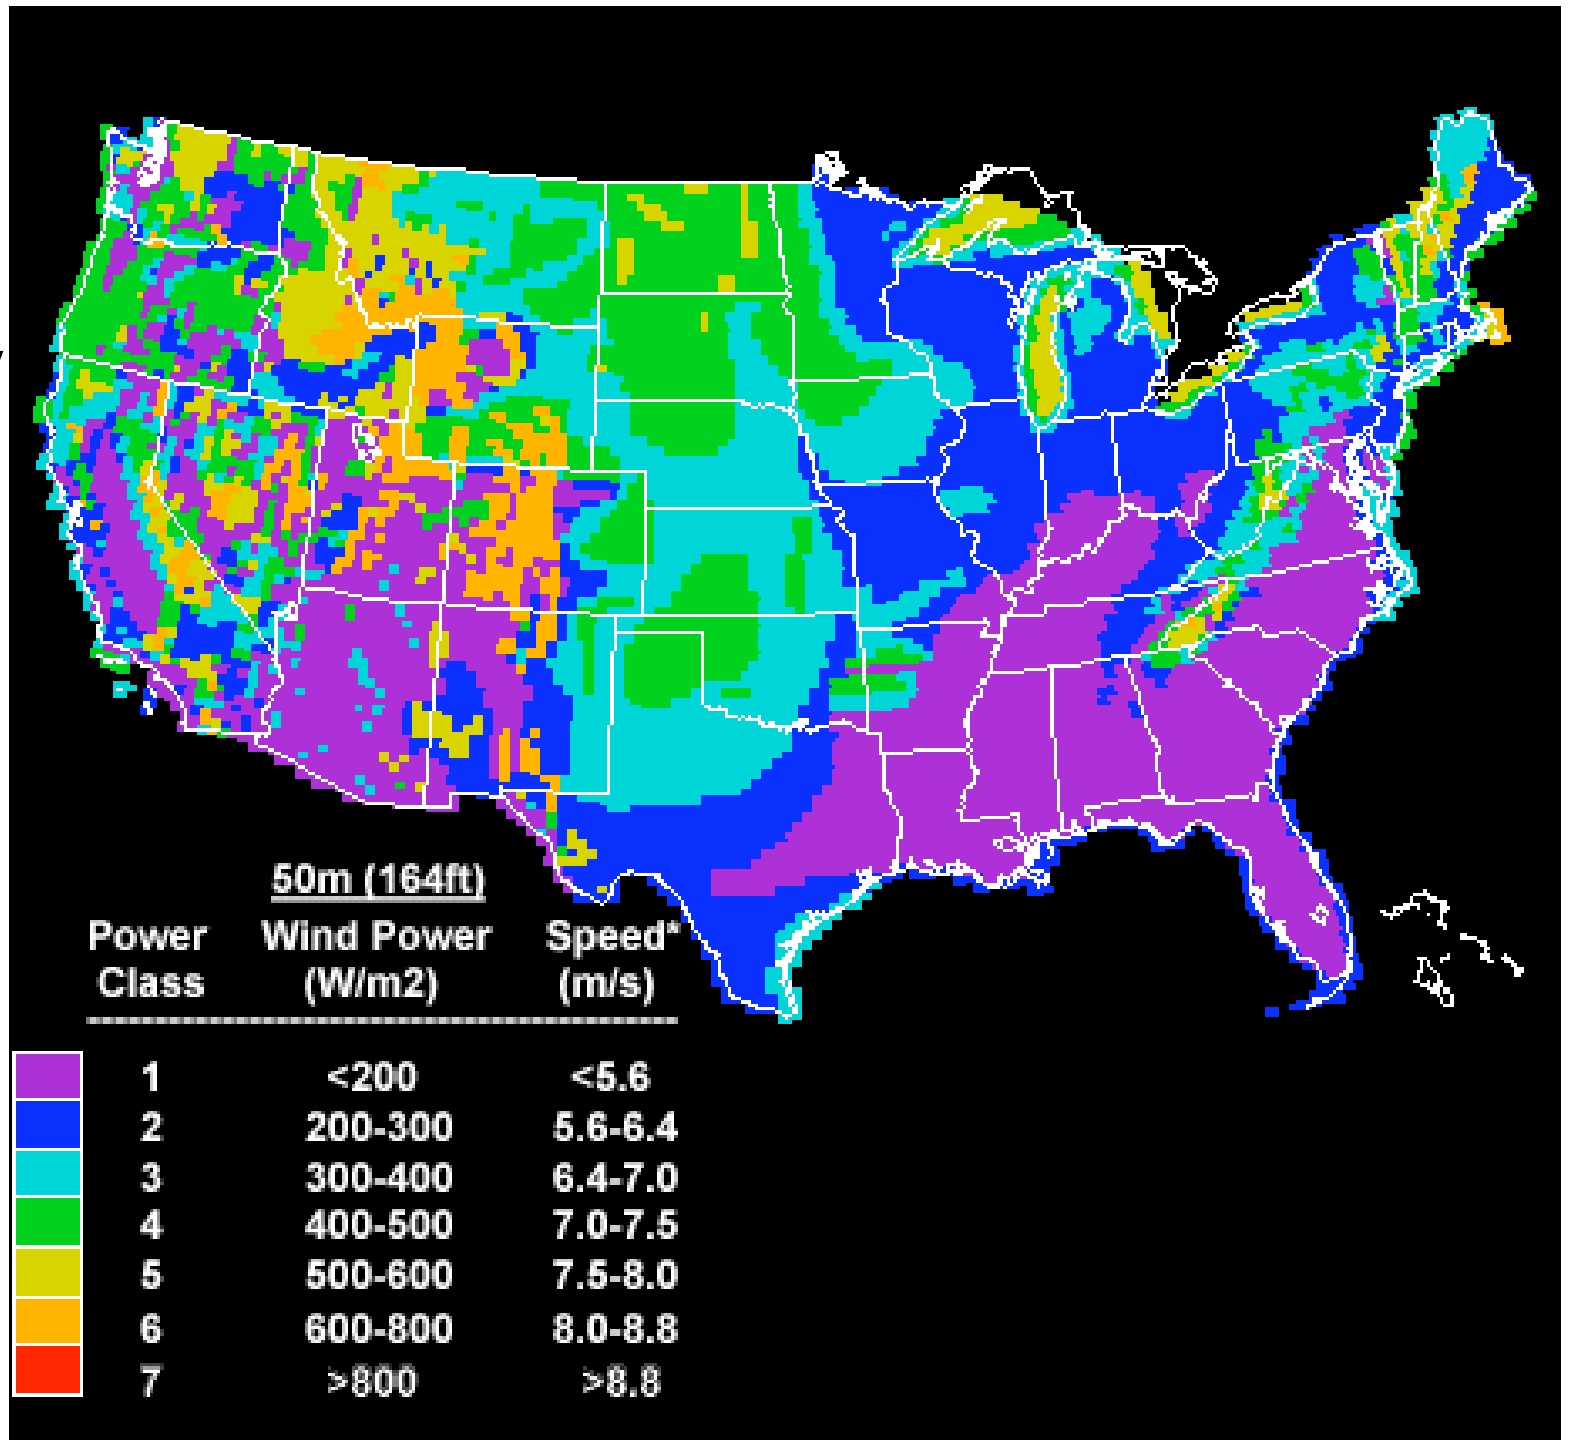 50m (164ft)
Power Wind Power Speed*
Class (W/m2) (m/s)
1 <200 <5.6
2 200-300 5.6-6.4
3 300-400 6.4-7.0
4 400-500 7.0-7.5
5 500-600 7.5-8.0
6 600-800 8.0-8.8
7 >800 >8.8